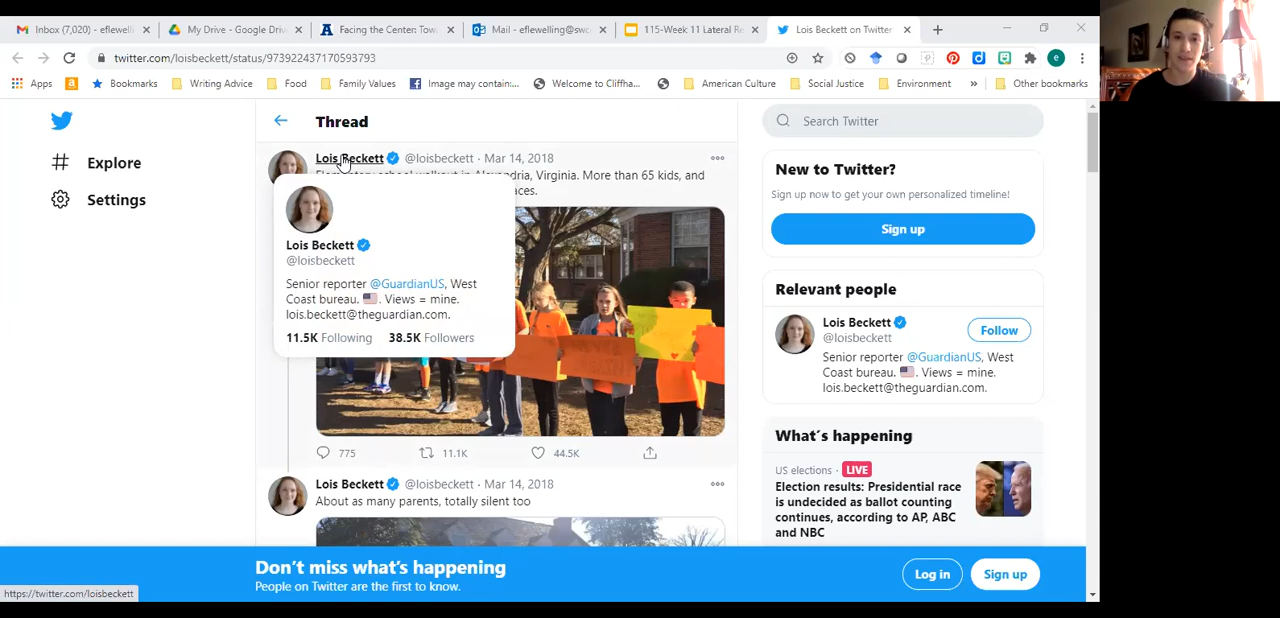 Inbox (7,020) - eflewelling
My Drive - Google Driv
Facing the Center: Tow
Mail - eflewelling@swc
115-Week 11 Lateral Re
Lois Beckett on Twitter
twitter.com/loisbeckett/status/973922437170593793
e
Apps
Bookmarks
Writing Advice
Food
Family Values
Image may contain:...
Welcome to Cliffha...
American Culture
Social Justice
Environment
»
Other bookmarks
Explore
Settings
Thread
Lois Beckett @loisbeckett · Mar 14, 2018
Elementary school walkout in Alexandria, Virginia. More than 65 kids, and
aces.
Lois Beckett
@loisbeckett
Senior reporter @GuardianUS, West
Coast bureau. 🇺🇸. Views = mine.
lois.beckett@theguardian.com.
11.5K Following 38.5K Followers
775 11.1K 44.5K
Lois Beckett @loisbeckett · Mar 14, 2018
About as many parents, totally silent too
Search Twitter
New to Twitter?
Sign up now to get your own personalized timeline!
Sign up
Relevant people
Lois Beckett
@loisbeckett
Follow
Senior reporter @GuardianUS, West
Coast bureau. 🇺🇸. Views = mine.
lois.beckett@theguardian.com.
What's happening
US elections · LIVE
Election results: Presidential race
is undecided as ballot counting
continues, according to AP, ABC
and NBC
Don't miss what's happening
People on Twitter are the first to know.
Log in
Sign up
https://twitter.com/loisbeckett